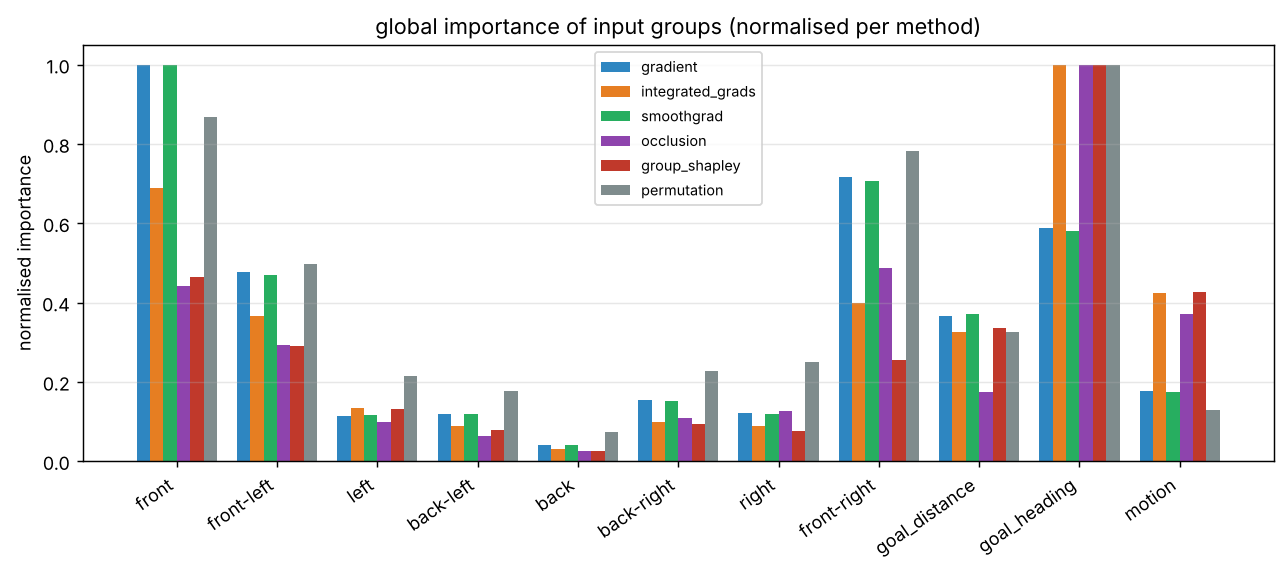 global importance of input groups (normalised per method)
gradient
integrated_grads
smoothgrad
occlusion
group_shapley
permutation
normalised importance
1.0
0.8
0.6
0.4
0.2
0.0
front
front-left
left
back-left
back
back-right
right
front-right
goal_distance
goal_heading
motion